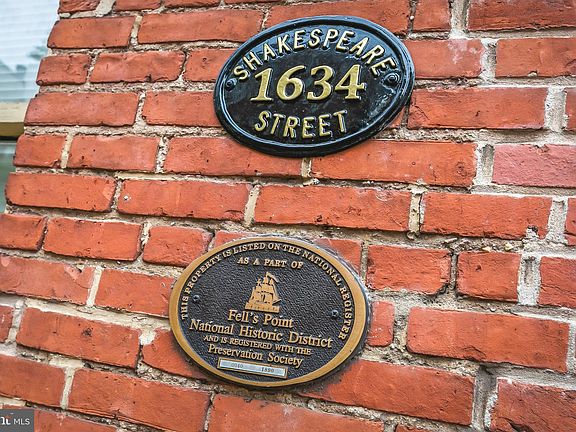 SHAKESPEARE
1634
STREET
THIS PROPERTY IS LISTED ON THE NATIONAL REGISTER
AS A PART OF
Fell's Point
National Historic District
AND IS REGISTERED WITH THE
Preservation Society
MLS